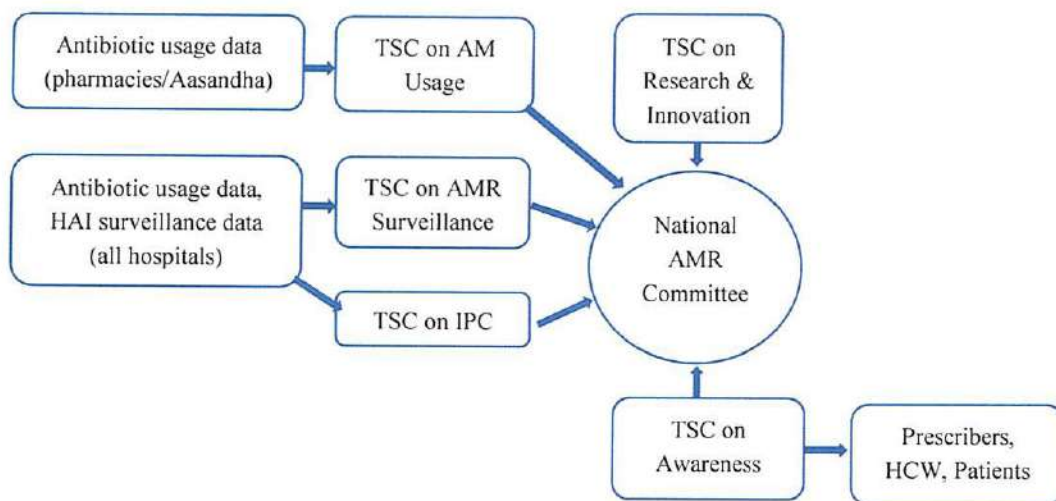 Antibiotic usage data
(pharmacies/Aasandha)
TSC on AM
Usage
TSC on
Research &
Innovation
Antibiotic usage data,
HAI surveillance data
(all hospitals)
TSC on AMR
Surveillance
National
AMR
Committee
TSC on IPC
TSC on
Awareness
Prescribers,
HCW, Patients